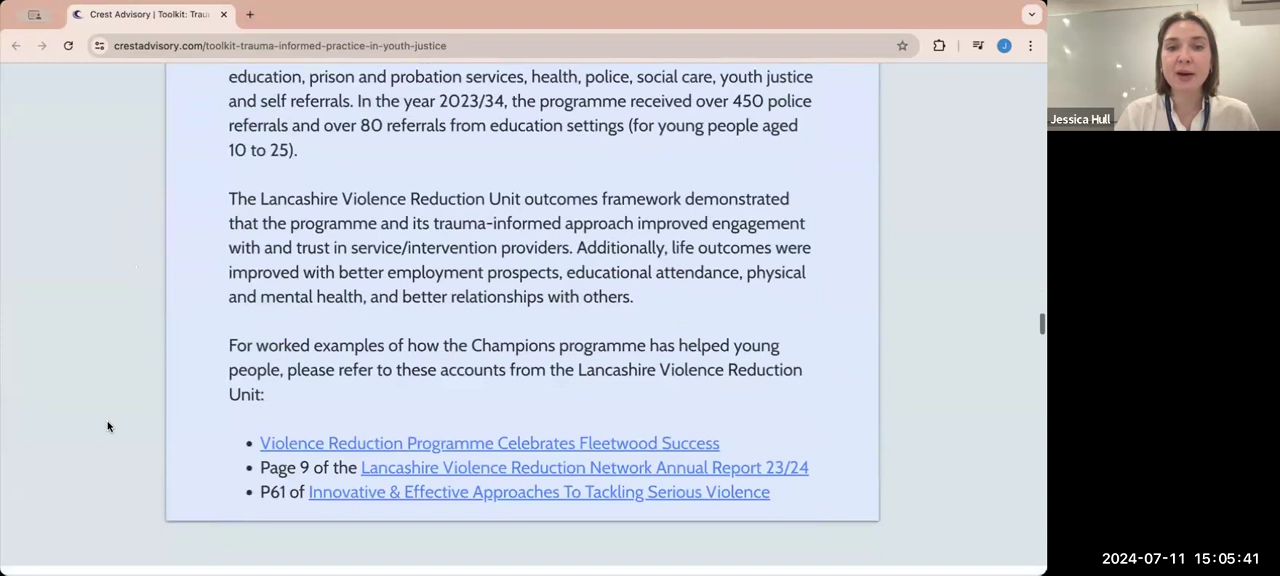 Crest Advisory | Toolkit: Trau
crestadvisory.com/toolkit-trauma-informed-practice-in-youth-justice
J
education, prison and probation services, health, police, social care, youth justice
and self referrals. In the year 2023/34, the programme received over 450 police
referrals and over 80 referrals from education settings (for young people aged
10 to 25).
The Lancashire Violence Reduction Unit outcomes framework demonstrated
that the programme and its trauma-informed approach improved engagement
with and trust in service/intervention providers. Additionally, life outcomes were
improved with better employment prospects, educational attendance, physical
and mental health, and better relationships with others.
For worked examples of how the Champions programme has helped young
people, please refer to these accounts from the Lancashire Violence Reduction
Unit:
• Violence Reduction Programme Celebrates Fleetwood Success
• Page 9 of the Lancashire Violence Reduction Network Annual Report 23/24
• P61 of Innovative & Effective Approaches To Tackling Serious Violence
Jessica Hull
2024-07-11 15:05:41